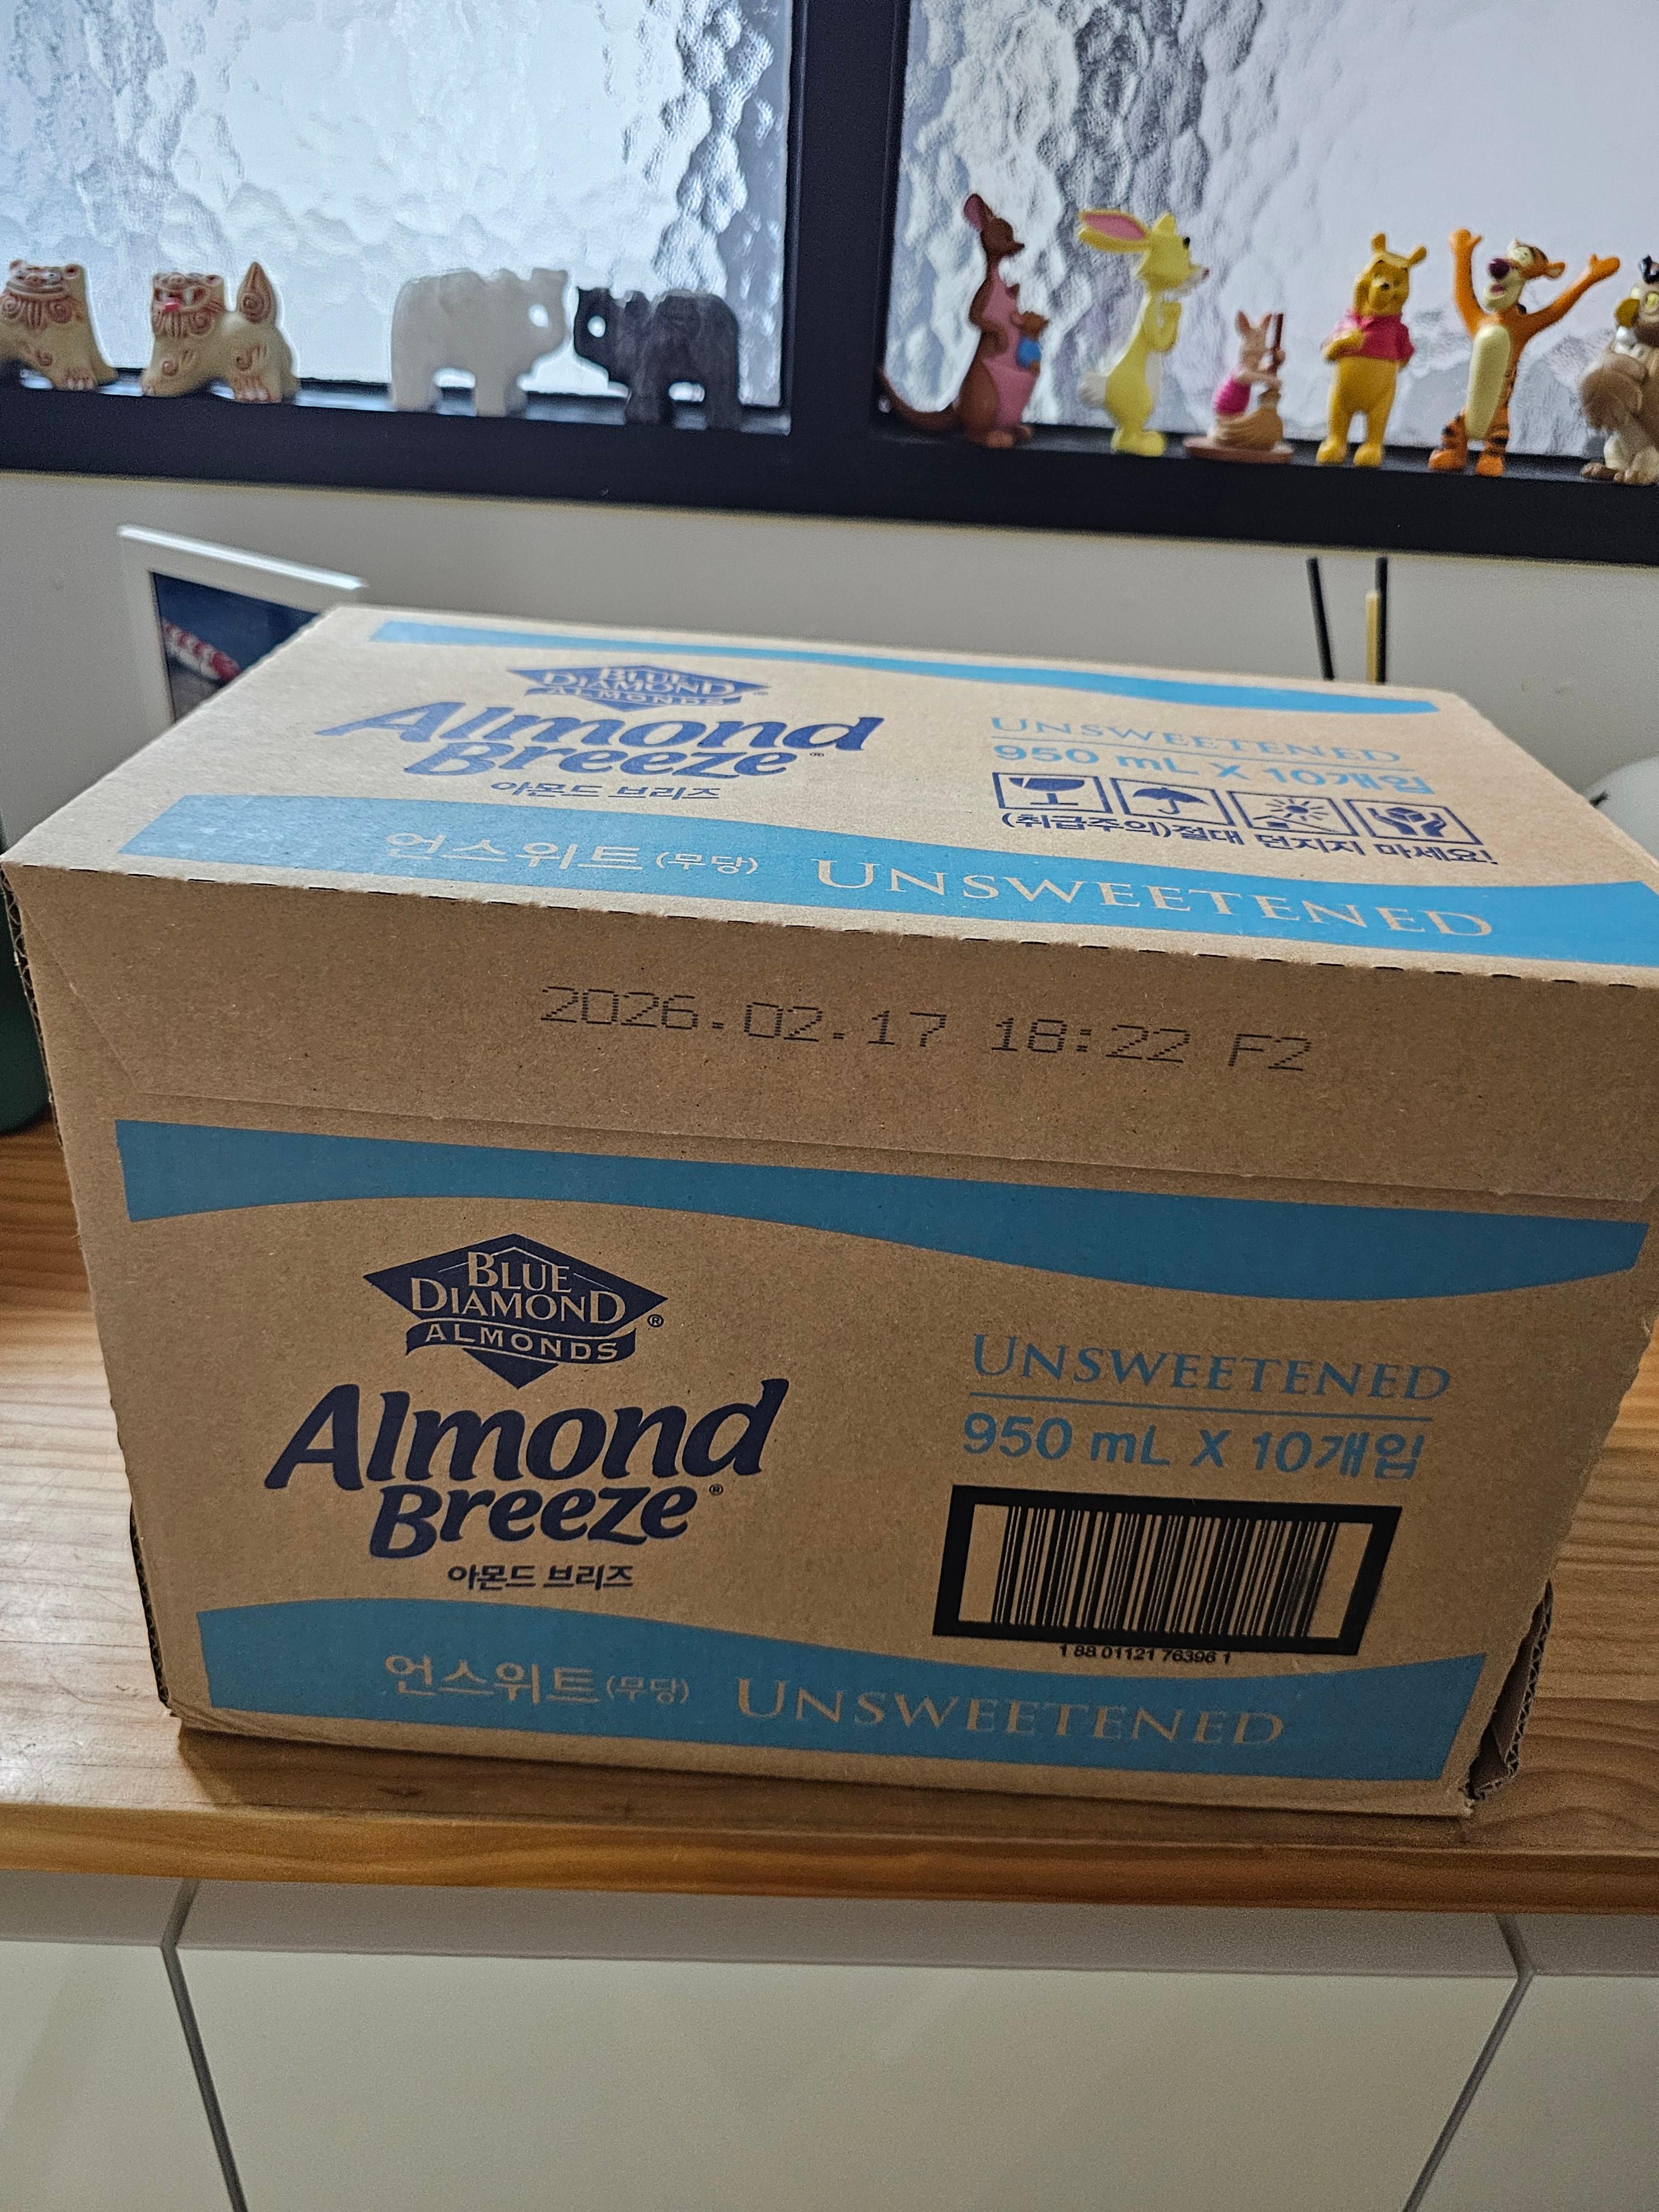 BLUE
DIAMOND
ALMONDS
Almond
Breeze®
아몬드 브리즈
UNSWEETENED
950 mL X 10개입
(취급주의)절대 던지지 마세요!
언스위트(무당) UNSWEETENED
2026.02.17 18:22 F2
BLUE
DIAMOND
ALMONDS®
Almond
Breeze®
아몬드 브리즈
UNSWEETENED
950 mL X 10개입
1 88 01121 76396 1
언스위트(무당) UNSWEETENED